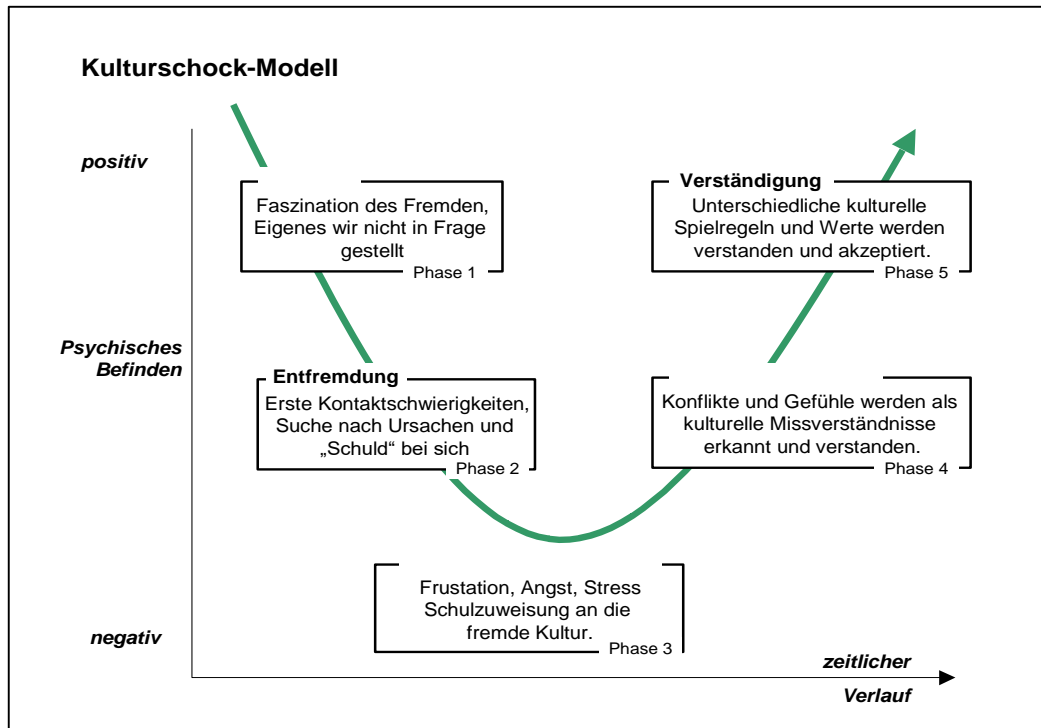 Kulturschock-Modell
positiv
Faszination des Fremden,
Eigenes wir nicht in Frage
gestellt
Phase 1
Verständigung
Unterschiedliche kulturelle
Spielregeln und Werte werden
verstanden und akzeptiert.
Phase 5
Psychisches
Befinden
Entfremdung
Erste Kontaktschwierigkeiten,
Suche nach Ursachen und
„Schuld“ bei sich
Phase 2
Konflikte und Gefühle werden als
kulturelle Missverständnisse
erkannt und verstanden.
Phase 4
Frustation, Angst, Stress
Schulzuweisung an die
fremde Kultur.
Phase 3
negativ
zeitlicher
Verlauf